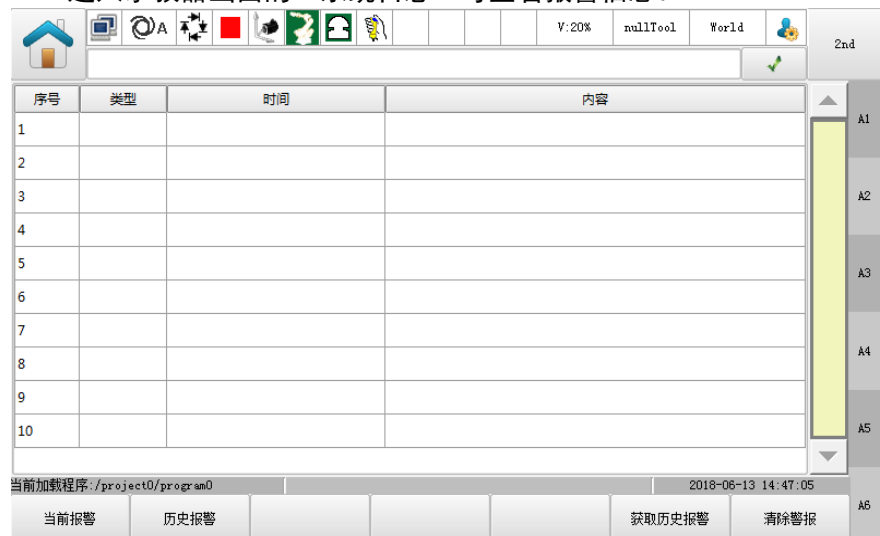 V:20% nullTool World
2nd
序号 类型 时间 内容
1
2
3
4
5
6
7
8
9
10
A1
A2
A3
A4
A5
A6
当前加载程序:/project0/program0 2018-06-13 14:47:05
当前报警 历史报警 获取历史报警 清除警报